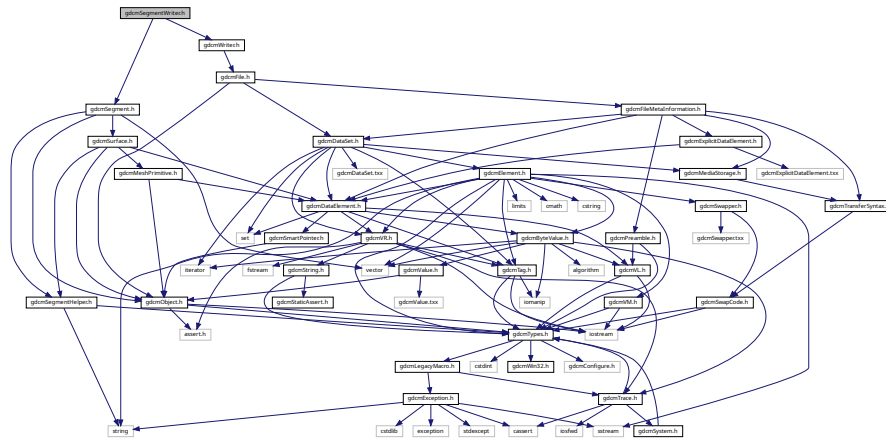 gdcmSegmentWriter.h
gdcmWriter.h
gdcmFile.h
gdcmSegment.h
gdcmFileMetaInformation.h
gdcmSurface.h
gdcmDataSet.h
gdcmExplicitDataElement.h
gdcmMeshPrimitive.h
gdcmDataSet.txx
gdcmElement.h
gdcmMediaStorage.h
gdcmExplicitDataElement.txx
gdcmDataElement.h
limits
cmath
cstring
gdcmSwapper.h
gdcmTransferSyntax.
set
gdcmSmartPointer.h
gdcmVR.h
gdcmByteValue.h
gdcmPreamble.h
gdcmSwapper.txx
iterator
fstream
gdcmString.h
vector
gdcmValue.h
gdcmTag.h
algorithm
gdcmVL.h
gdcmSegmentHelper.h
gdcmObject.h
gdcmStaticAssert.h
gdcmValue.txx
iomanip
gdcmVM.h
gdcmSwapCode.h
assert.h
gdcmTypes.h
iostream
gdcmLegacyMacro.h
cstdint
gdcmWin32.h
gdcmConfigure.h
gdcmException.h
gdcmTrace.h
string
cstdlib
exception
stdexcept
cassert
iosfwd
sstream
gdcmSystem.h